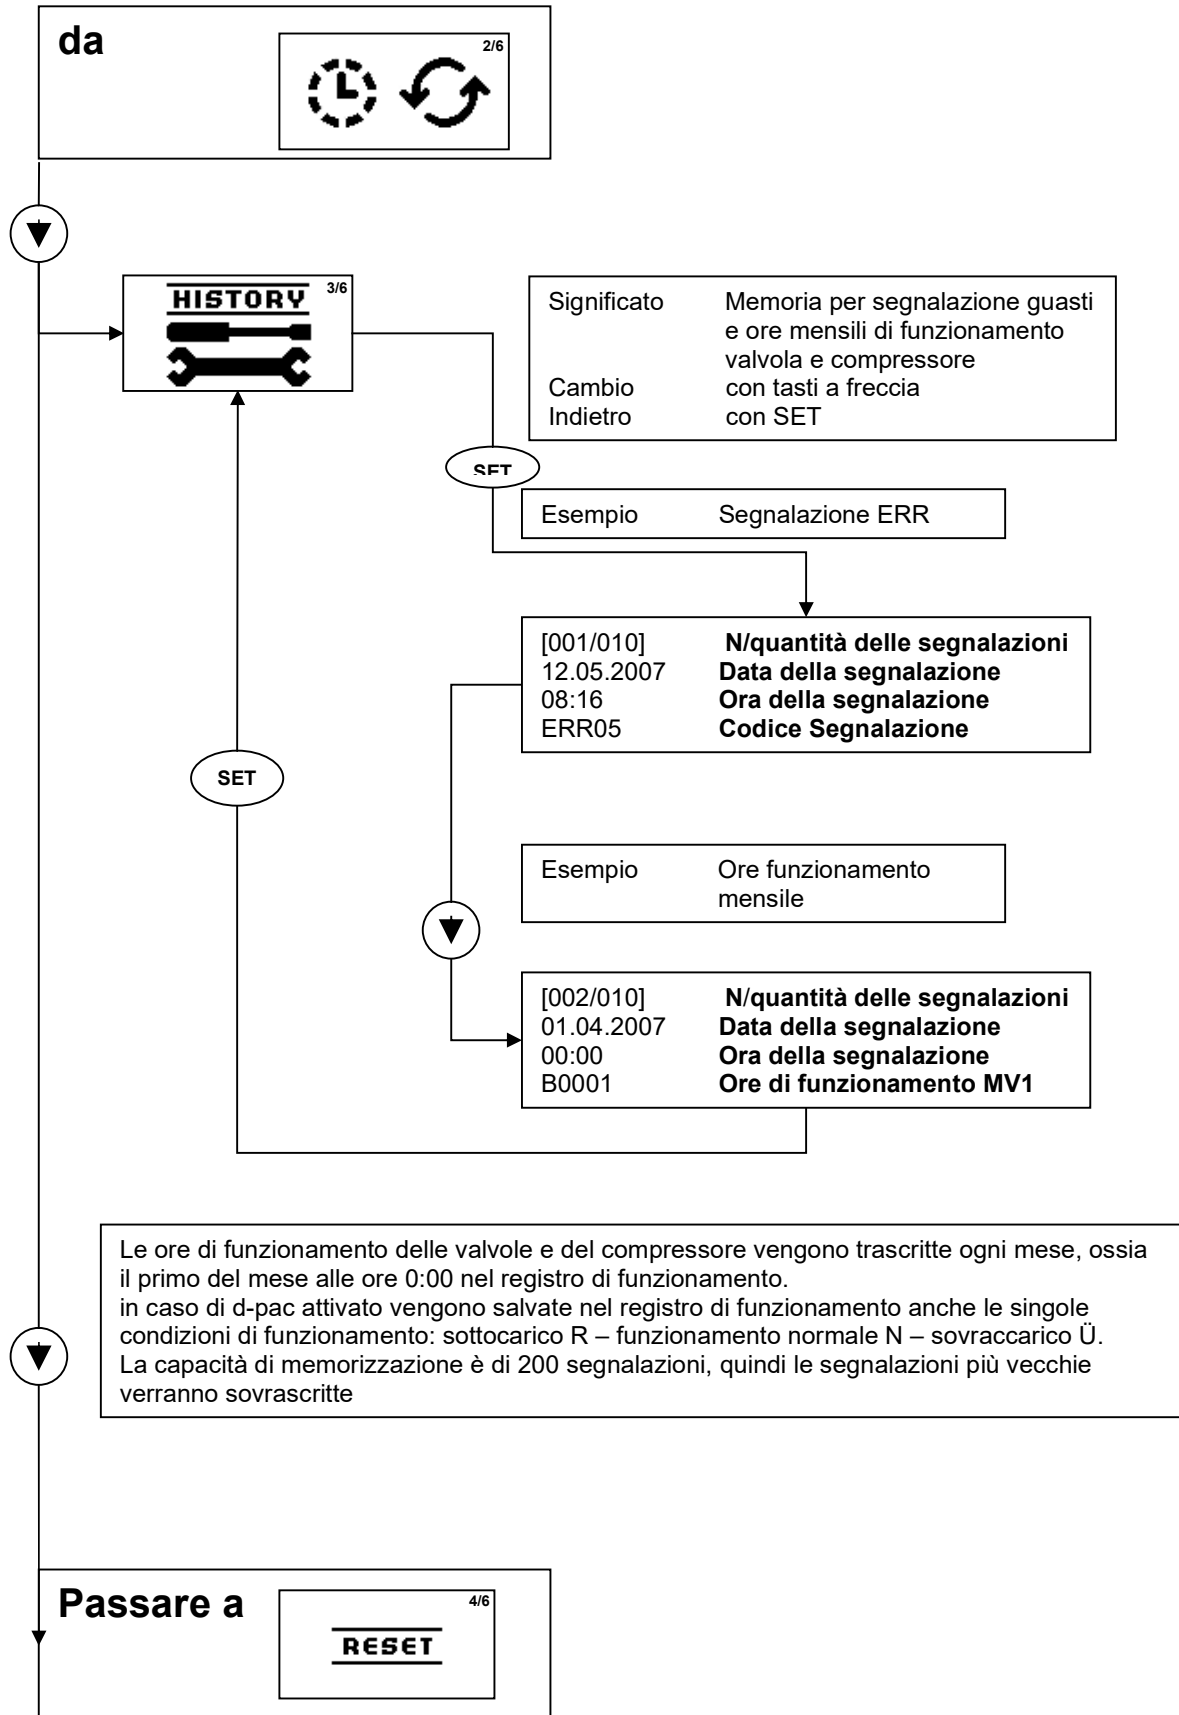 da
2/6
HISTORY 3/6
Significato Memoria per segnalazione guasti
e ore mensili di funzionamento
valvola e compressore
Cambio con tasti a freccia
Indietro con SET
SET
Esempio Segnalazione ERR
[001/010] N/quantità delle segnalazioni
12.05.2007 Data della segnalazione
08:16 Ora della segnalazione
ERR05 Codice Segnalazione
SET
Esempio Ore funzionamento
mensile
[002/010] N/quantità delle segnalazioni
01.04.2007 Data della segnalazione
00:00 Ora della segnalazione
B0001 Ore di funzionamento MV1
Le ore di funzionamento delle valvole e del compressore vengono trascritte ogni mese, ossia
il primo del mese alle ore 0:00 nel registro di funzionamento.
in caso di d-pac attivato vengono salvate nel registro di funzionamento anche le singole
condizioni di funzionamento: sottocarico R – funzionamento normale N – sovraccarico Ü.
La capacità di memorizzazione è di 200 segnalazioni, quindi le segnalazioni più vecchie
verranno sovrascritte
Passare a
4/6
RESET